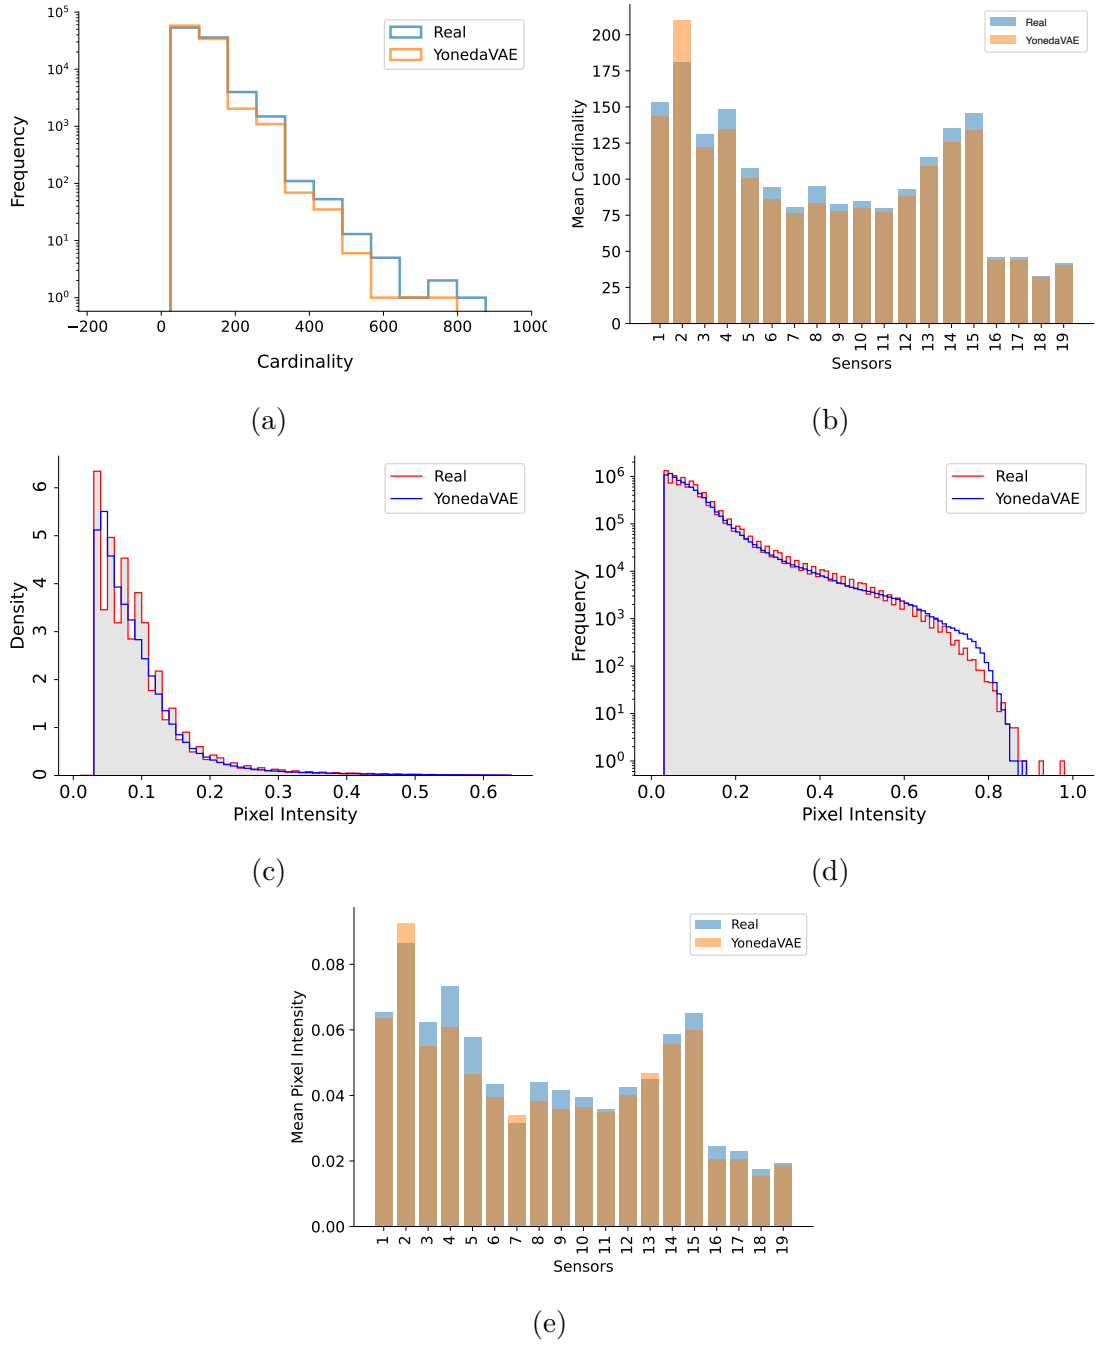 10⁵
10⁴
10³
10²
10¹
10⁰
Frequency
−200 0 200 400 600 800 1000
Cardinality
Real
YonedaVAE
(a)
200
175
150
125
100
75
50
25
0
Mean Cardinality
1 2 3 4 5 6 7 8 9 10 11 12 13 14 15 16 17 18 19
Sensors
Real
YonedaVAE
(b)
6
5
4
3
2
1
0
Density
0.0 0.1 0.2 0.3 0.4 0.5 0.6
Pixel Intensity
Real
YonedaVAE
(c)
10⁶
10⁵
10⁴
10³
10²
10¹
10⁰
Frequency
0.0 0.2 0.4 0.6 0.8 1.0
Pixel Intensity
Real
YonedaVAE
(d)
0.08
0.06
0.04
0.02
0.00
Mean Pixel Intensity
1 2 3 4 5 6 7 8 9 10 11 12 13 14 15 16 17 18 19
Sensors
Real
YonedaVAE
(e)